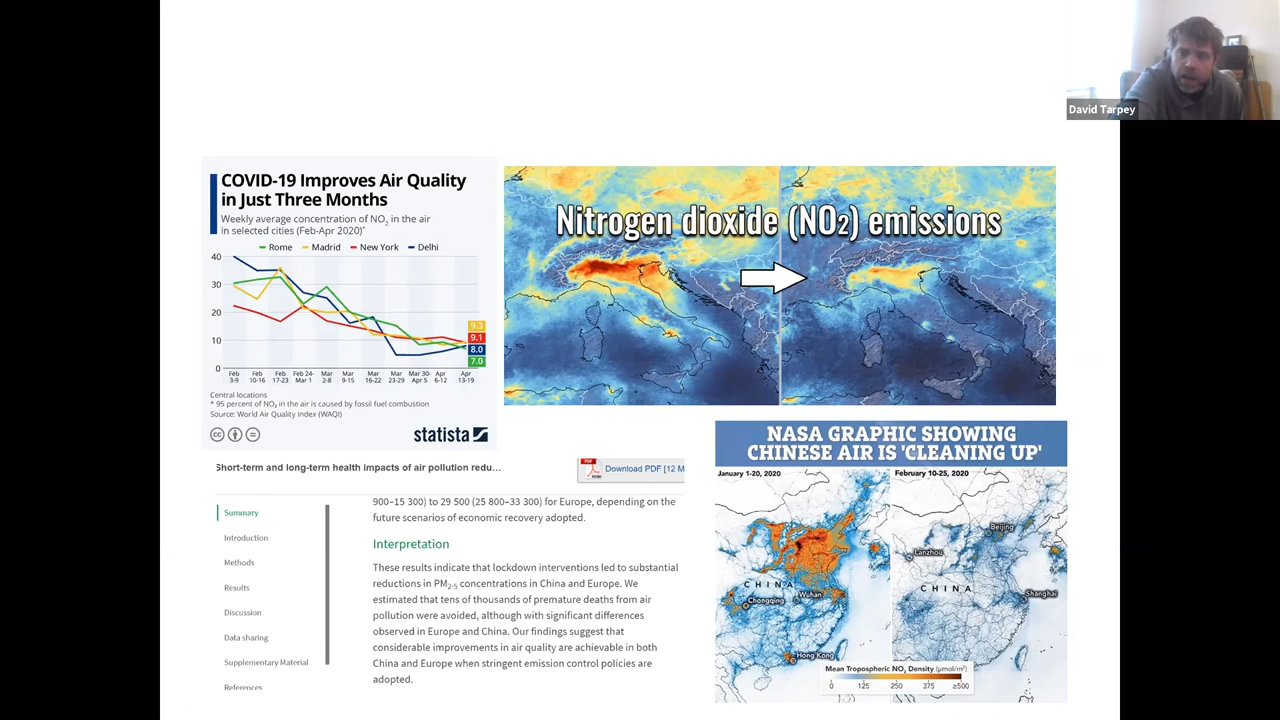 David Tarpey
COVID-19 Improves Air Quality
in Just Three Months
Weekly average concentration of NO2 in the air
in selected cities (Feb-Apr 2020)*
Rome Madrid New York Delhi
40
30
20
10
0
9.3
9.1
8.0
7.0
Feb 3-9
Feb 10-16
Feb 17-23
Feb 24- Mar 1
Mar 2-8
Mar 9-15
Mar 16-22
Mar 23-29
Mar 30- Apr 5
Apr 6-12
Apr 13-19
Central locations
* 95 percent of NO2 in the air is caused by fossil fuel combustion
Source: World Air Quality Index (WAQI)
cc
statista
Nitrogen dioxide (NO2) emissions
Short-term and long-term health impacts of air pollution redu...
PDF
Download PDF [12 M
Summary
Introduction
Methods
Results
Discussion
Data sharing
Supplementary Material
References
900–15 300) to 29 500 (25 800–33 300) for Europe, depending on the
future scenarios of economic recovery adopted.
Interpretation
These results indicate that lockdown interventions led to substantial
reductions in PM2·5 concentrations in China and Europe. We
estimated that tens of thousands of premature deaths from air
pollution were avoided, although with significant differences
observed in Europe and China. Our findings suggest that
considerable improvements in air quality are achievable in both
China and Europe when stringent emission control policies are
adopted.
NASA GRAPHIC SHOWING
CHINESE AIR IS 'CLEANING UP'
January 1-20, 2020
February 10-25, 2020
CHINA
Chongqing
Wuhan
Hong Kong
Beijing
Lanzhou
CHINA
Shanghai
Mean Tropospheric NO2 Density (μmol/m²)
0 125 250 375 ≥500